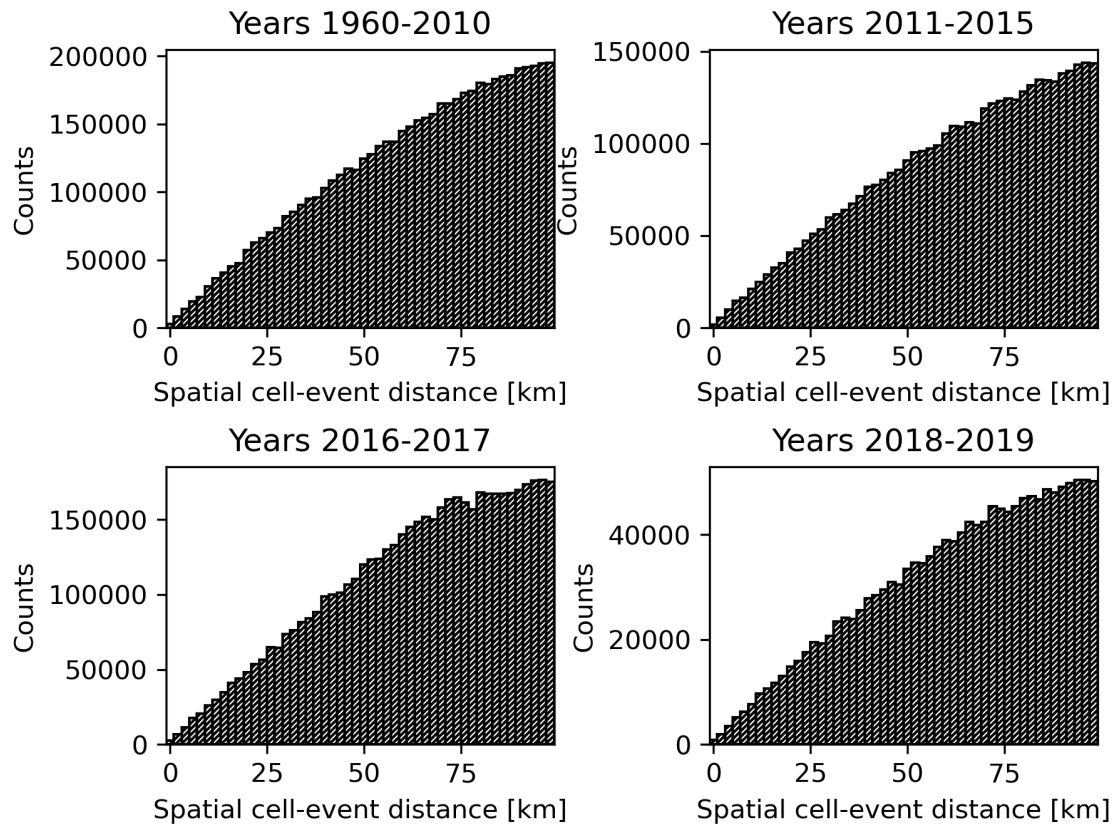 Years 1960-2010
Counts
200000
150000
100000
50000
0
0 25 50 75
Spatial cell-event distance [km]
Years 2011-2015
Counts
150000
100000
50000
0
0 25 50 75
Spatial cell-event distance [km]
Years 2016-2017
Counts
150000
100000
50000
0
0 25 50 75
Spatial cell-event distance [km]
Years 2018-2019
Counts
40000
20000
0
0 25 50 75
Spatial cell-event distance [km]